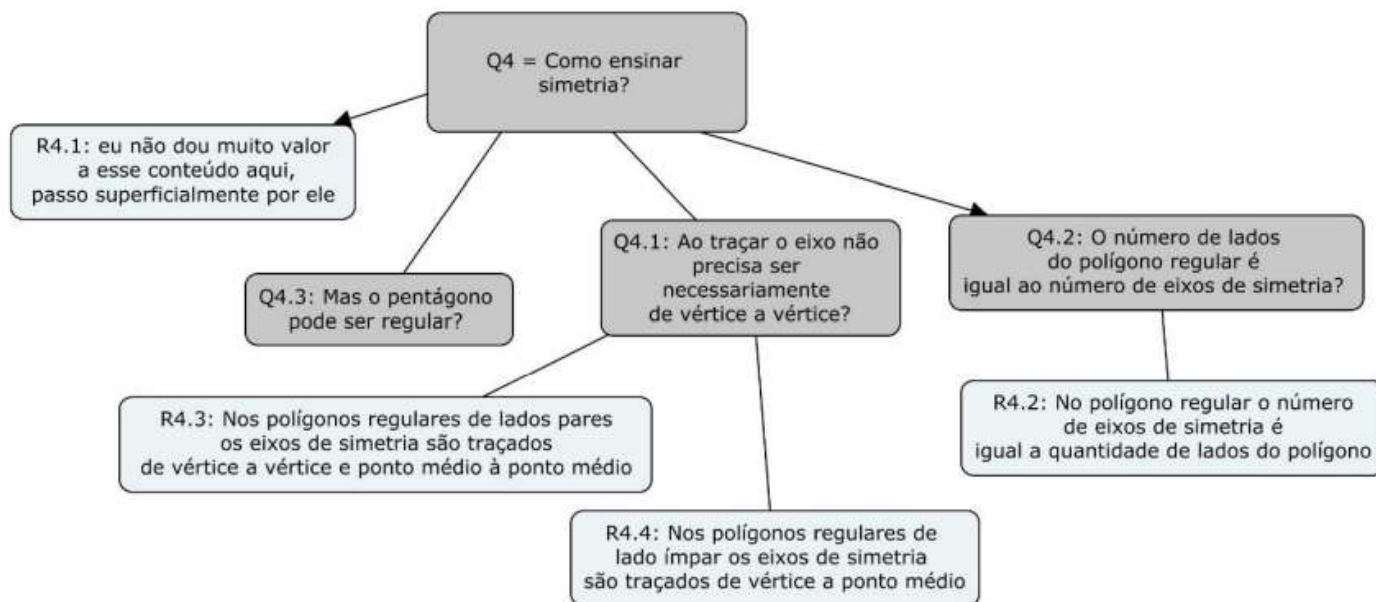 Q4 = Como ensinar
simetria?
R4.1: eu não dou muito valor
a esse conteúdo aqui,
passo superficialmente por ele
Q4.3: Mas o pentágono
pode ser regular?
Q4.1: Ao traçar o eixo não
precisa ser
necessariamente
de vértice a vértice?
Q4.2: O número de lados
do polígono regular é
igual ao número de eixos de simetria?
R4.3: Nos polígonos regulares de lados pares
os eixos de simetria são traçados
de vértice a vértice e ponto médio à ponto médio
R4.2: No polígono regular o número
de eixos de simetria é
igual a quantidade de lados do polígono
R4.4: Nos polígonos regulares de
lado ímpar os eixos de simetria
são traçados de vértice a ponto médio